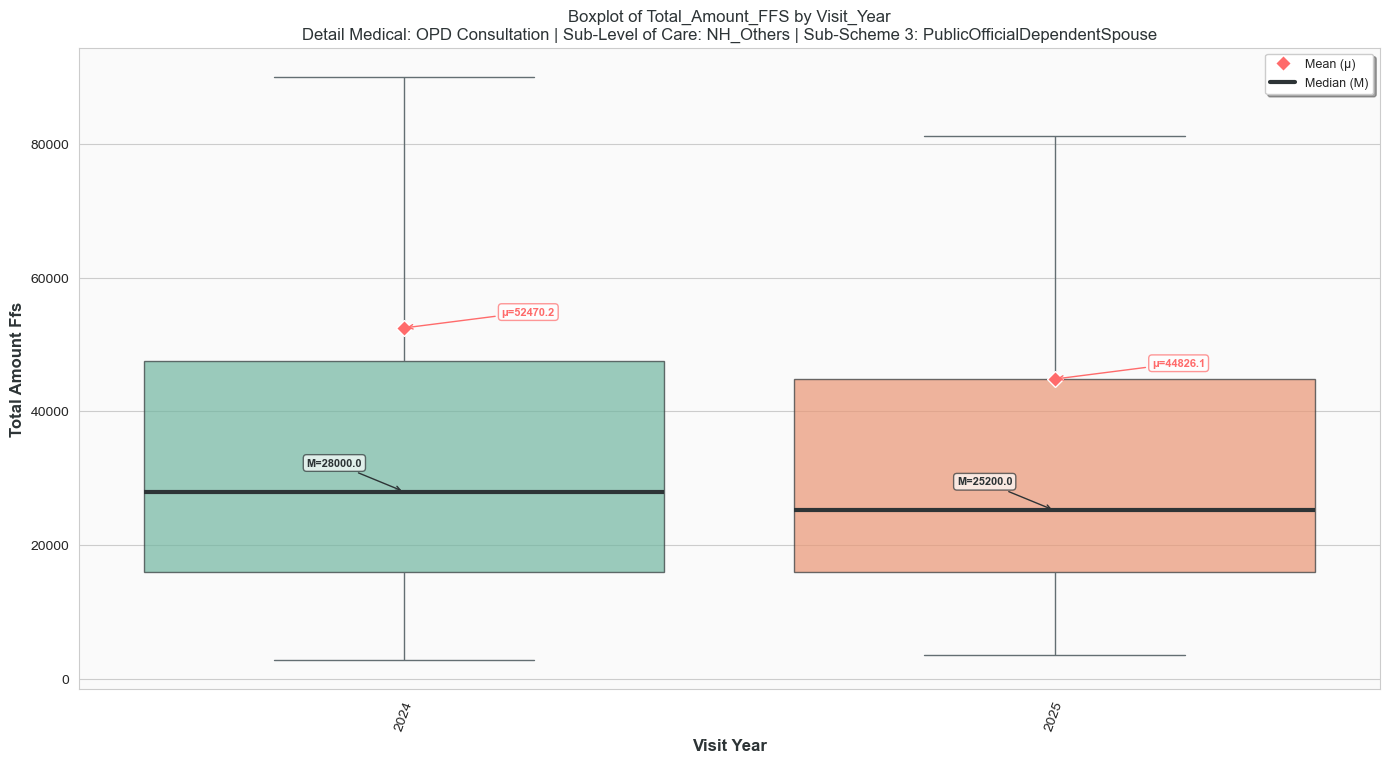 Boxplot of Total_Amount_FFS by Visit_Year
Detail Medical: OPD Consultation | Sub-Level of Care: NH_Others | Sub-Scheme 3: PublicOfficialDependentSpouse
Mean (μ)
Median (M)
80000
60000
40000
20000
0
Total Amount Ffs
μ=52470.2
M=28000.0
μ=44826.1
M=25200.0
2024
2025
Visit Year